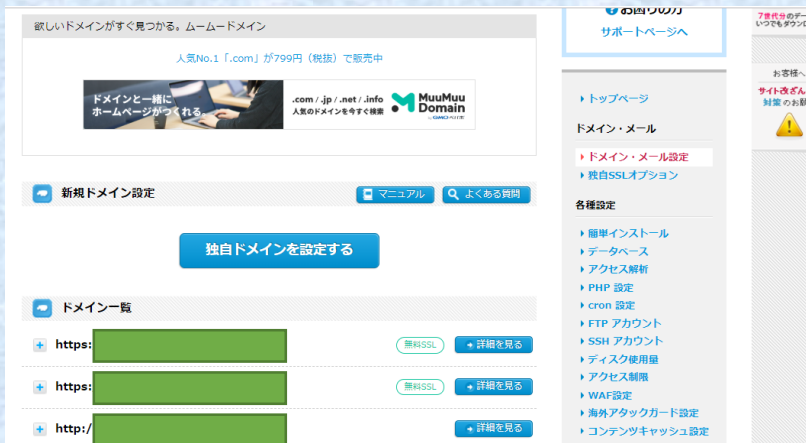 欲しいドメインがすぐ見つかる。ムームードメイン
人気No.1「.com」が799円（税抜）で販売中
ドメインと一緒に
ホームページがつくれる。
.com / .jp / .net / .info
人気のドメインを今すぐ検索
MuuMuu
Domain
by GMOペパボ
新規ドメイン設定
マニュアル
よくある質問
独自ドメインを設定する
ドメイン一覧
https:
無料SSL
詳細を見る
https:
無料SSL
詳細を見る
http:/
詳細を見る
お困りの方
サポートページへ
トップページ
ドメイン・メール
ドメイン・メール設定
独自SSLオプション
各種設定
簡単インストール
データベース
アクセス解析
PHP 設定
cron 設定
FTP アカウント
SSH アカウント
ディスク使用量
アクセス制限
WAF設定
海外アタックガード設定
コンテンツキャッシュ設定
7世代分のデー
いつでもダウンロ
お客様へ
サイト改ざん
対策のお願